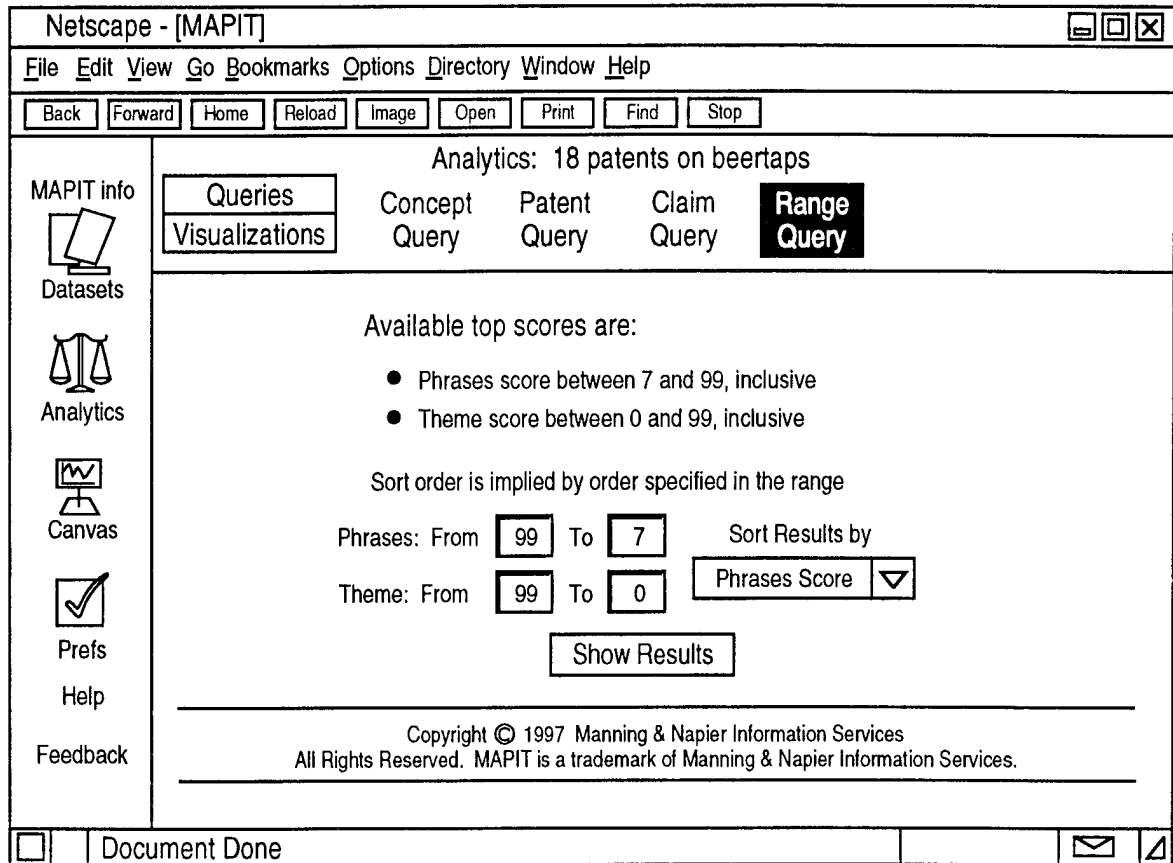 Netscape - [MAPIT]
File Edit View Go Bookmarks Options Directory Window Help
Back Forward Home Reload Image Open Print Find Stop
MAPIT info
Datasets
Analytics
Canvas
Prefs
Help
Feedback
Analytics: 18 patents on beertaps
Queries
Visualizations
Concept
Query
Patent
Query
Claim
Query
Range
Query
Available top scores are:
● Phrases score between 7 and 99, inclusive
● Theme score between 0 and 99, inclusive
Sort order is implied by order specified in the range
Phrases: From 99 To 7
Theme: From 99 To 0
Sort Results by
Phrases Score
Show Results
Copyright © 1997 Manning & Napier Information Services
All Rights Reserved. MAPIT is a trademark of Manning & Napier Information Services.
Document Done